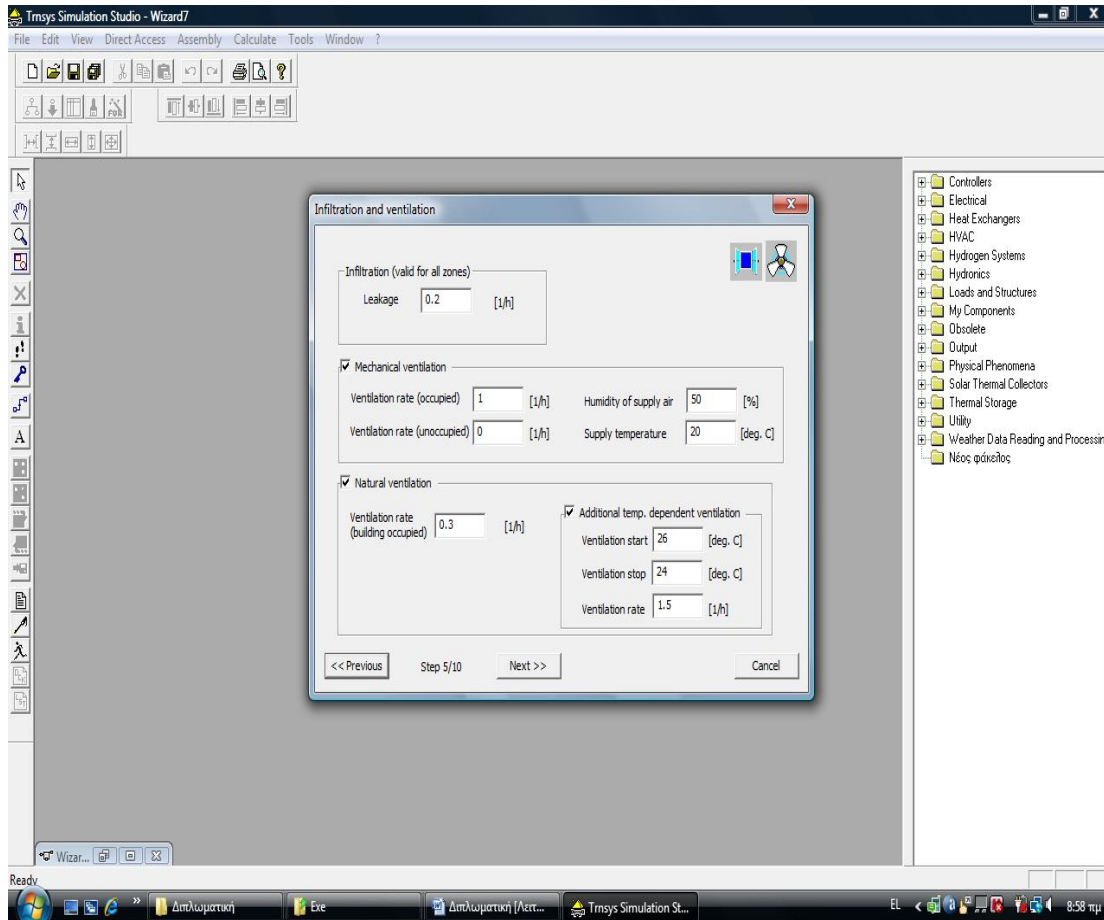 Trnsys Simulation Studio - Wizard7
File Edit View Direct Access Assembly Calculate Tools Window ?
Infiltration and ventilation
Infiltration (valid for all zones)
Leakage 0.2 [1/h]
Mechanical ventilation
Ventilation rate (occupied) 1 [1/h] Humidity of supply air 50 [%]
Ventilation rate (unoccupied) 0 [1/h] Supply temperature 20 [deg. C]
Natural ventilation
Ventilation rate
(building occupied) 0.3 [1/h]
Additional temp. dependent ventilation
Ventilation start 26 [deg. C]
Ventilation stop 24 [deg. C]
Ventilation rate 1.5 [1/h]
<< Previous Step 5/10 Next >> Cancel
Controllers
Electrical
Heat Exchangers
HVAC
Hydrogen Systems
Hydronics
Loads and Structures
My Components
Obsolete
Output
Physical Phenomena
Solar Thermal Collectors
Thermal Storage
Utility
Weather Data Reading and Processin
Νέος φάκελος
Wizar...
Ready
Διπλωματική Exe Διπλωματική [Λειτ... Trnsys Simulation St... EL 8:58 πμ